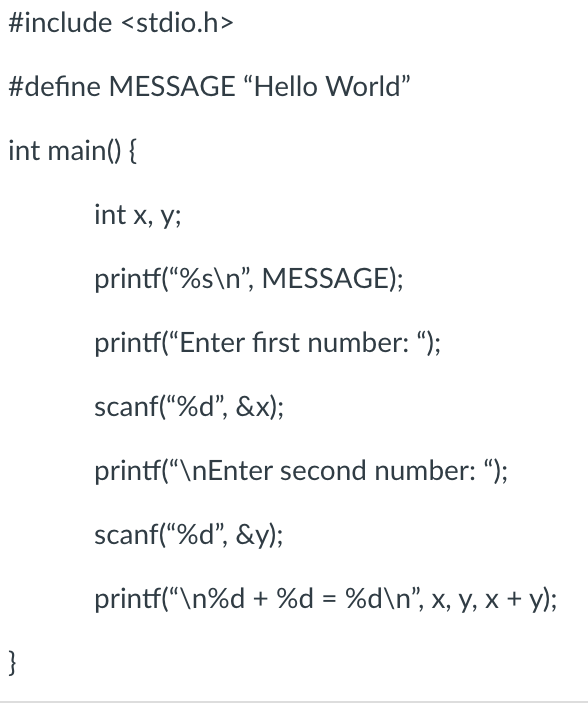 #include <stdio.h>
#define MESSAGE “Hello World”
int main() {
int x, y;
printf(“%s\n”, MESSAGE);
printf(“Enter first number: “);
scanf(“%d”, &x);
printf(“\nEnter second number: “);
scanf(“%d”, &y);
printf(“\n%d + %d = %d\n”, x, y, x + y);
}